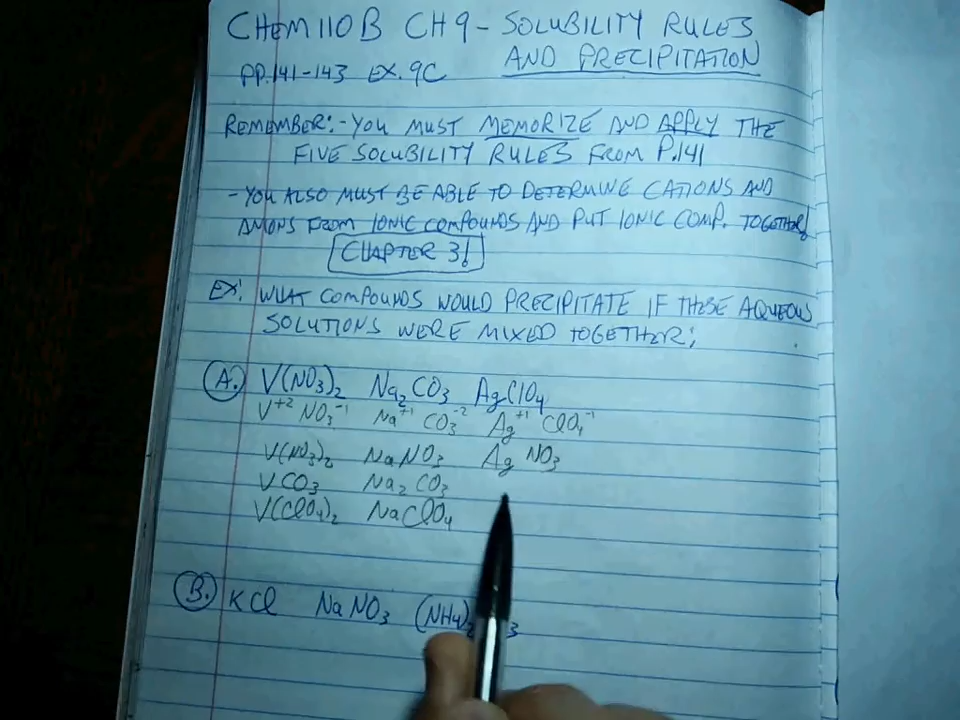 CHEM 110B CH 9 - SOLUBILITY RULES
AND PRECIPITATION
PP. 141-143 EX. 9C
REMEMBER: - YOU MUST MEMORIZE AND APPLY THE
FIVE SOLUBILITY RULES FROM P. 141
- YOU ALSO MUST BE ABLE TO DETERMINE CATIONS AND
ANIONS FROM IONIC COMPOUNDS AND PUT IONIC COMP. TOGETHER!
CHAPTER 3!
EX: WHAT COMPOUNDS WOULD PRECIPITATE IF THESE AQUEOUS
SOLUTIONS WERE MIXED TOGETHER:
A. V(NO3)2 Na2CO3 AgClO4
V+2 NO3-1 Na+1 CO3-2 Ag+1 ClO4-1
V(NO3)2 NaNO3 AgNO3
VCO3 Na2CO3
V(ClO4)2 NaClO4
B. KCl NaNO3 (NH4)2 3